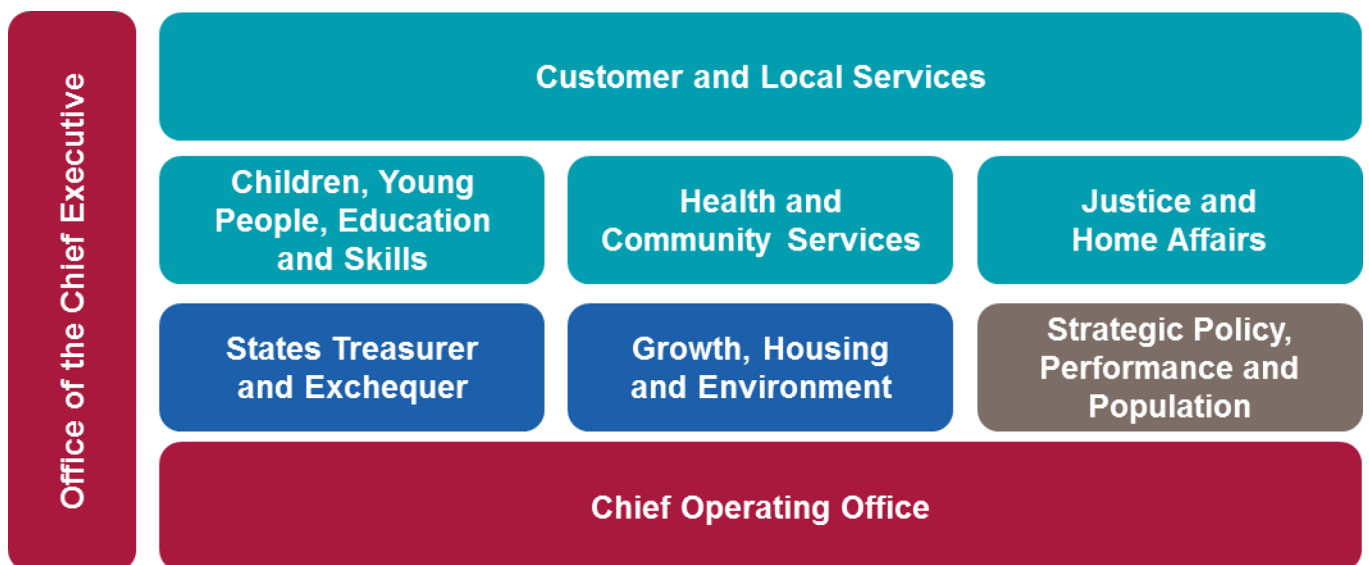 Office of the Chief Executive
Customer and Local Services
Children, Young
People, Education
and Skills
Health and
Community Services
Justice and
Home Affairs
States Treasurer
and Exchequer
Growth, Housing
and Environment
Strategic Policy,
Performance and
Population
Chief Operating Office